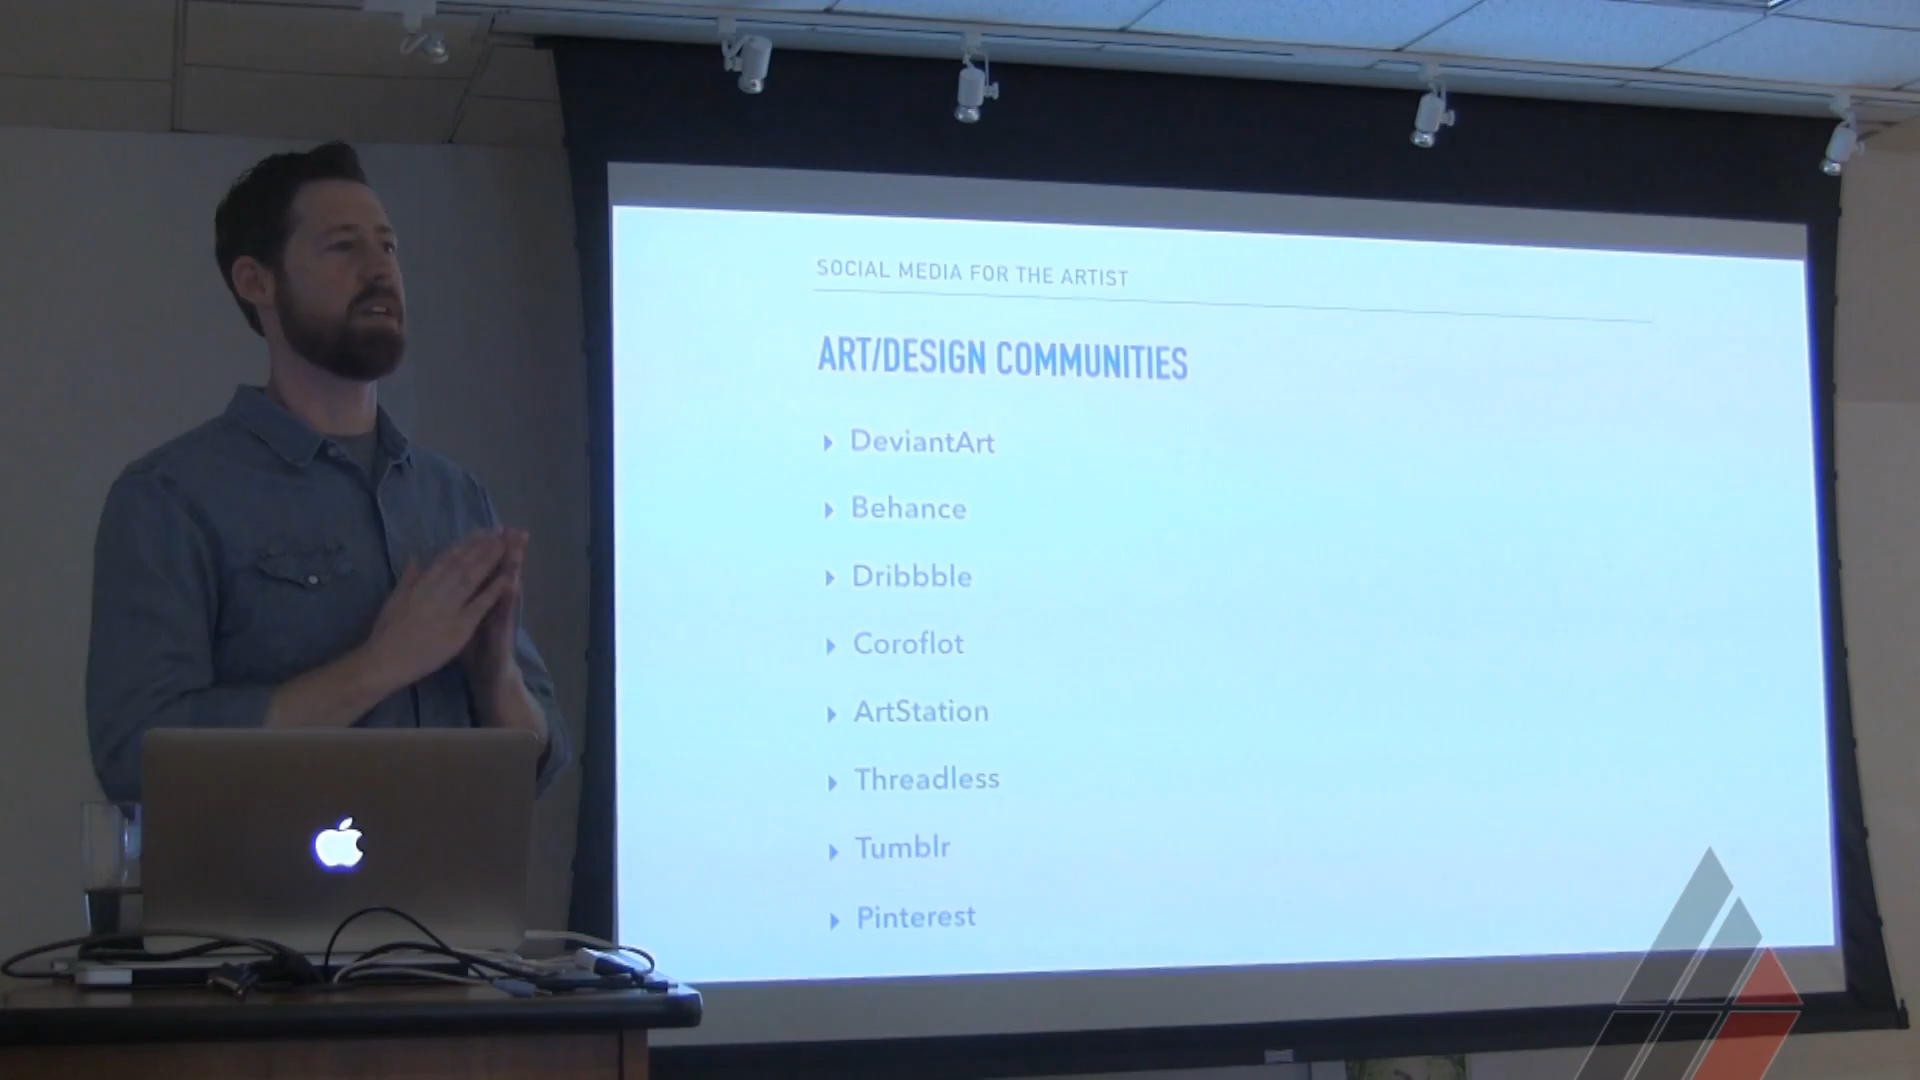 SOCIAL MEDIA FOR THE ARTIST
ART/DESIGN COMMUNITIES
DeviantArt
Behance
Dribbble
Coroflot
ArtStation
Threadless
Tumblr
Pinterest